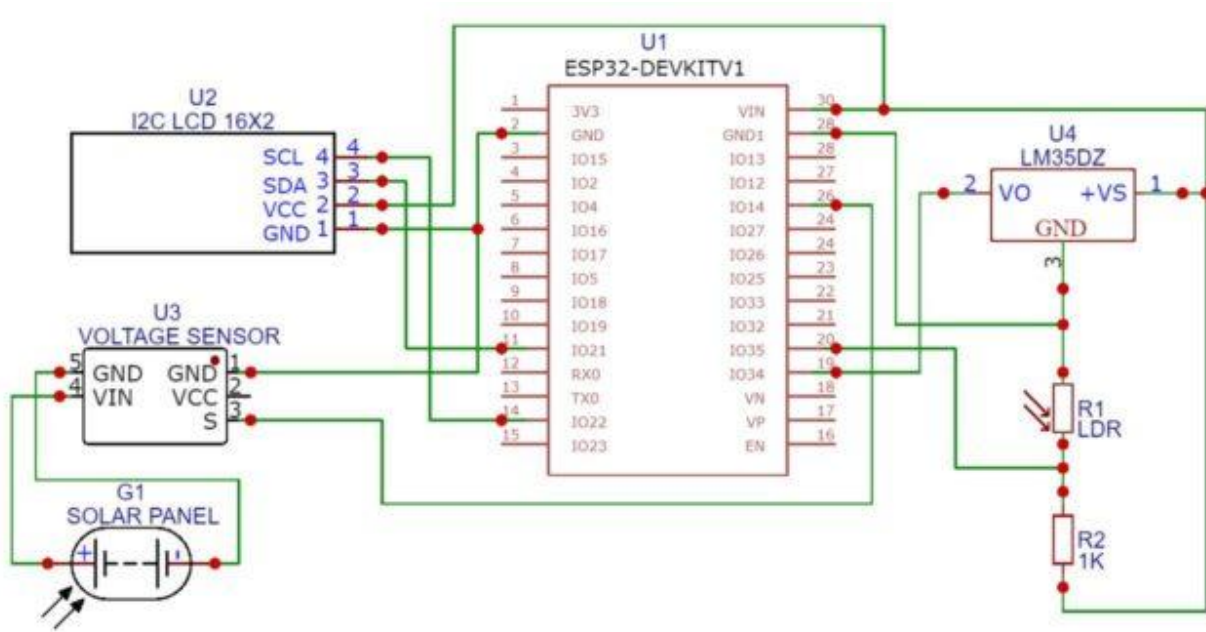 U1
ESP32-DEVKITV1
U2
I2C LCD 16X2
SCL 4 4
SDA 3 3
VCC 2 2
GND 1 1
1 3V3 VIN 30
2 GND GND1 28
3 IO15 IO13 28
4 IO2 IO12 27
5 IO4 IO14 26
6 IO16 IO27 24
7 IO17 IO26 24
8 IO5 IO25 23
9 IO18 IO33 22
10 IO19 IO32 21
11 IO21 IO35 20
12 RX0 IO34 19
13 TX0 VN 18
14 IO22 VP 17
15 IO23 EN 16
U4
LM35DZ
2 VO +VS 1
GND
3
U3
VOLTAGE SENSOR
5 GND GND 1
4 VIN VCC 2
S 3
G1
SOLAR PANEL
+ -
R1
LDR
R2
1K